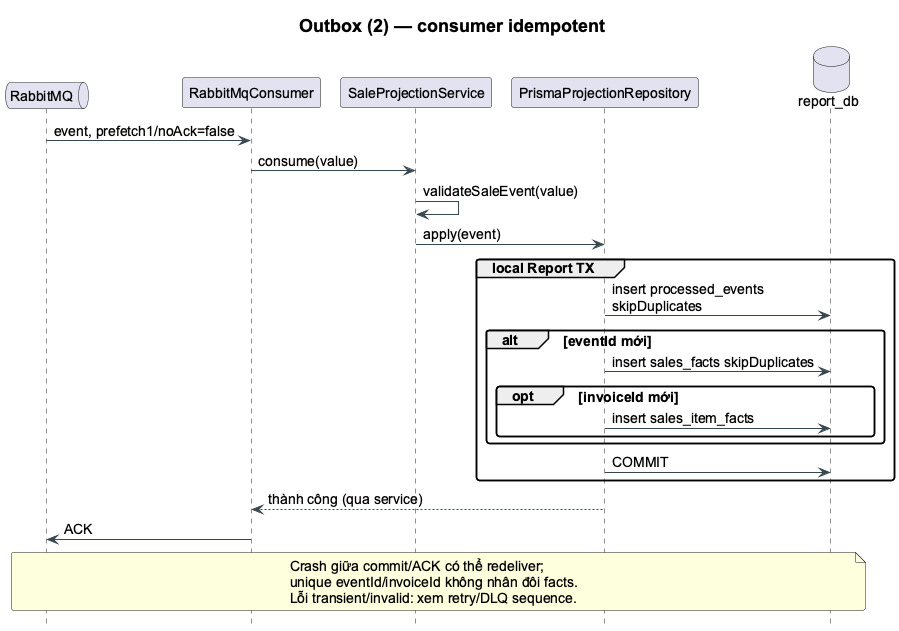 Outbox (2) — consumer idempotent
RabbitMQ
RabbitMqConsumer
SaleProjectionService
PrismaProjectionRepository
report_db
event, prefetch1/noAck=false
consume(value)
validateSaleEvent(value)
apply(event)
local Report TX
insert processed_events
skipDuplicates
alt
[eventId mới]
insert sales_facts skipDuplicates
opt
[invoiceId mới]
insert sales_item_facts
COMMIT
thành công (qua service)
ACK
Crash giữa commit/ACK có thể redeliver;
unique eventId/invoiceId không nhân đôi facts.
Lỗi transient/invalid: xem retry/DLQ sequence.